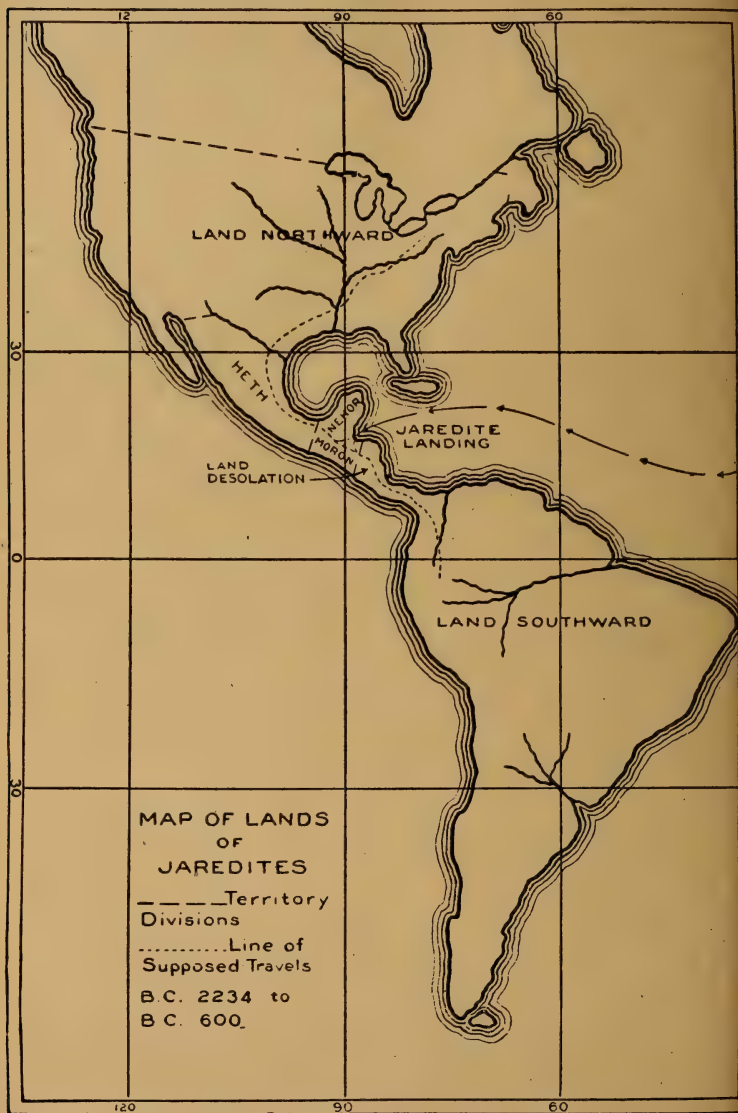 12 90 60
LAND NORTHWARD
30
HETH
NEHOR
MORON
JAREDITE
LANDING
LAND
DESOLATION
0
LAND SOUTHWARD
30
MAP OF LANDS
OF
JAREDITES
Territory
Divisions
Line of
Supposed Travels
B.C. 2234 to
B C. 600
120 90 60